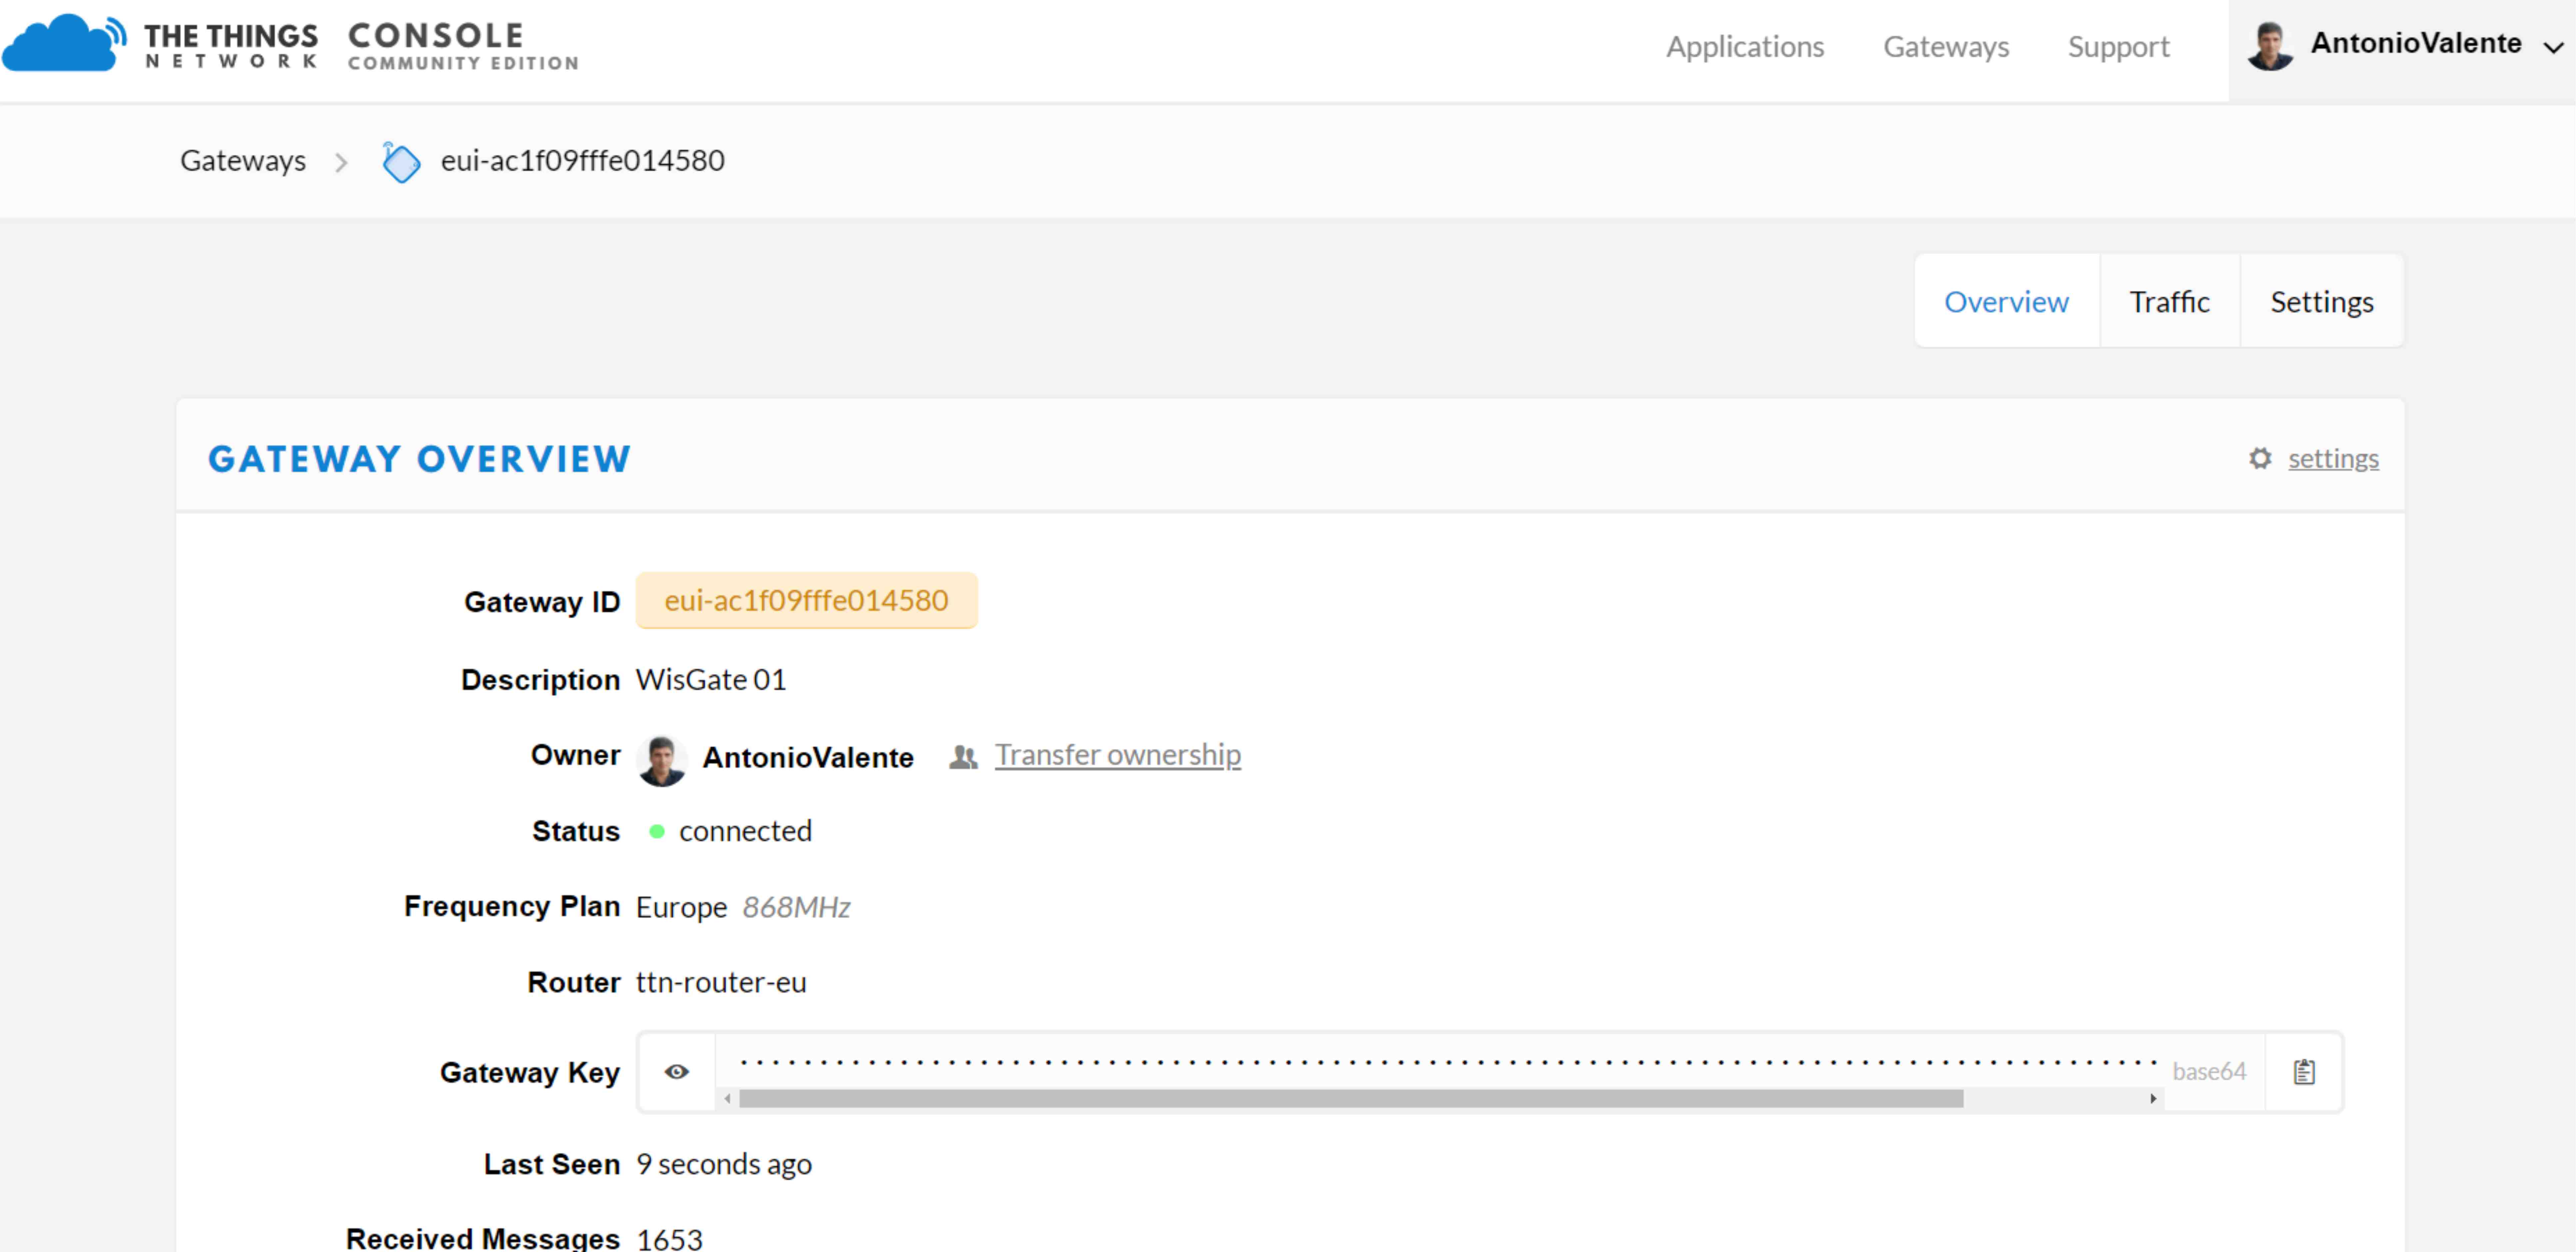 THE THINGS NETWORK CONSOLE COMMUNITY EDITION
Applications Gateways Support AntonioValente
Gateways eui-ac1f09fffe014580
Overview Traffic Settings
GATEWAY OVERVIEW settings
Gateway ID eui-ac1f09fffe014580
Description WisGate 01
Owner AntonioValente Transfer ownership
Status connected
Frequency Plan Europe 868MHz
Router ttn-router-eu
Gateway Key base64
Last Seen 9 seconds ago
Received Messages 1653